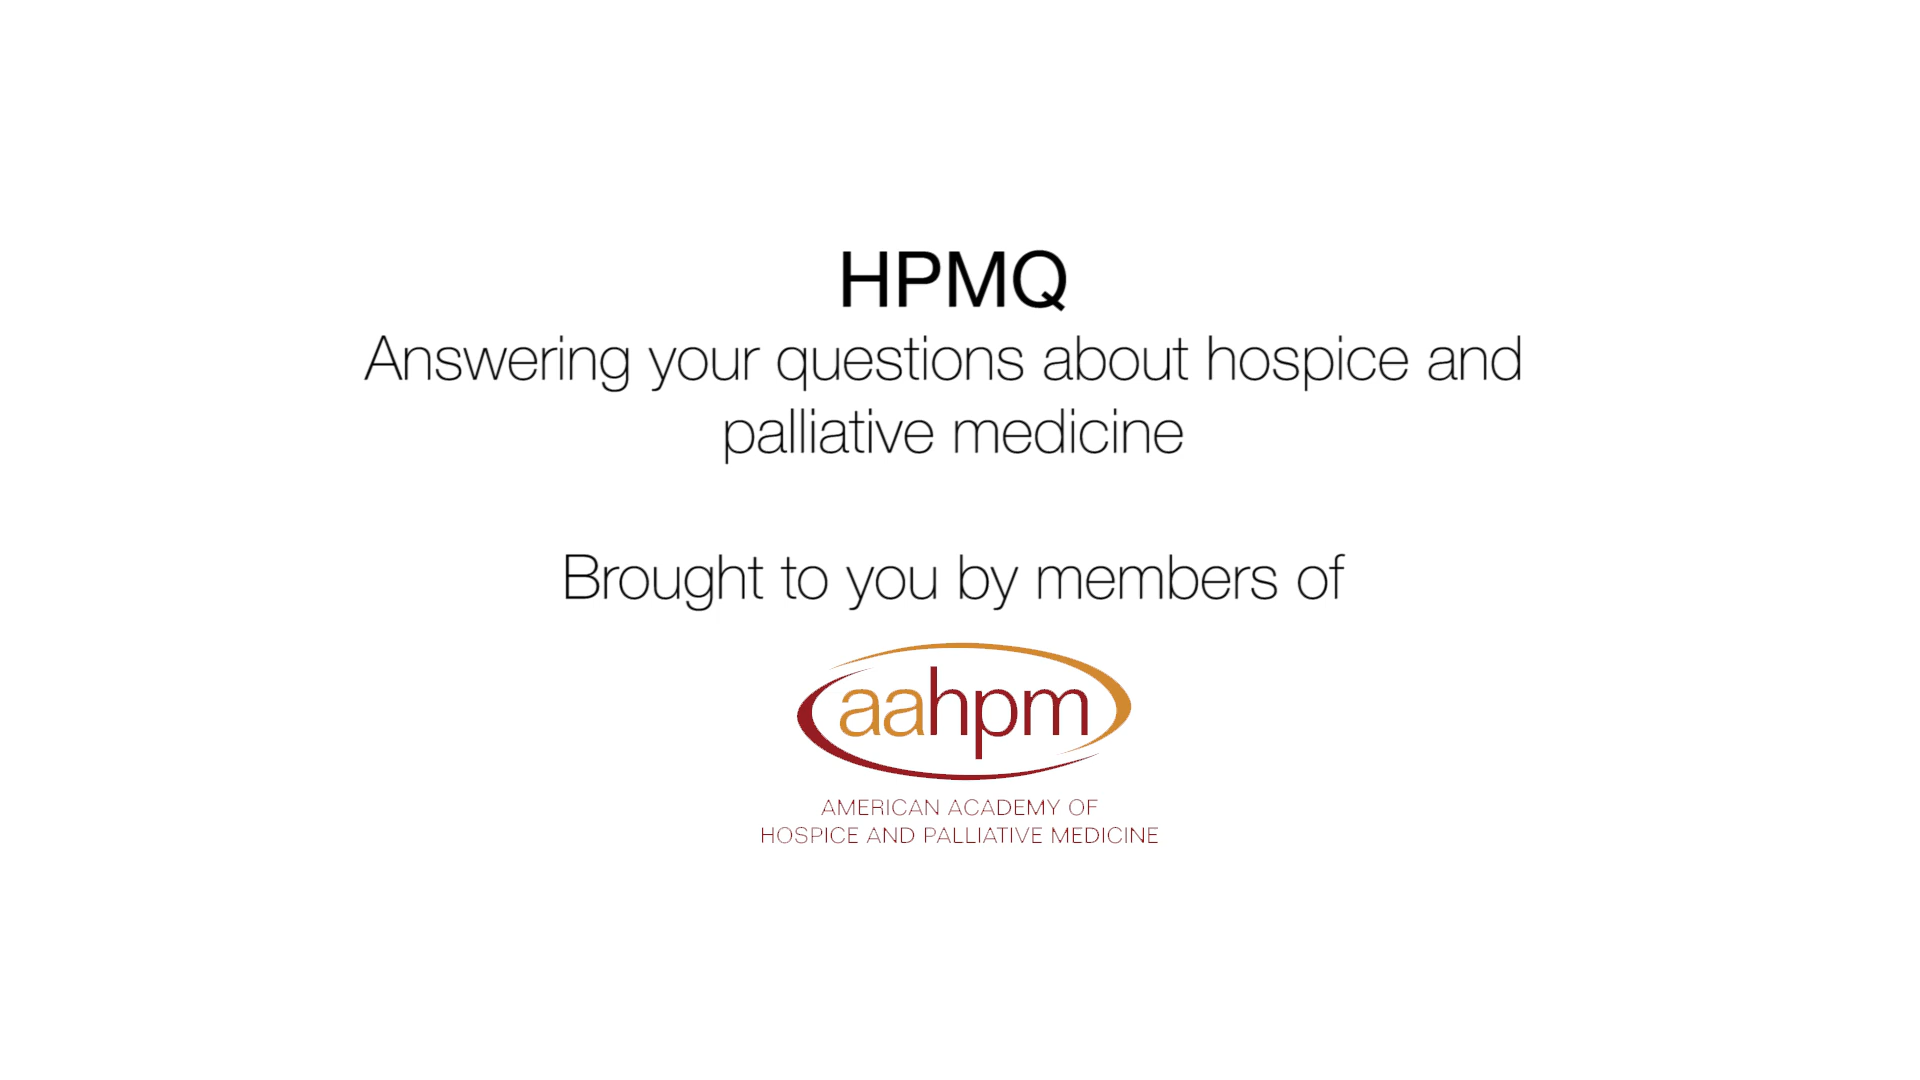 HPMQ
Answering your questions about hospice and
palliative medicine
Brought to you by members of
aahpm
AMERICAN ACADEMY OF
HOSPICE AND PALLIATIVE MEDICINE